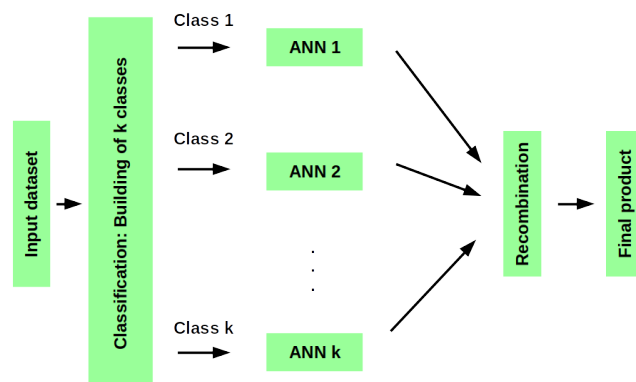 Input dataset
Classification: Building of k classes
Class 1
ANN 1
Class 2
ANN 2
.
.
.
Class k
ANN k
Recombination
Final product